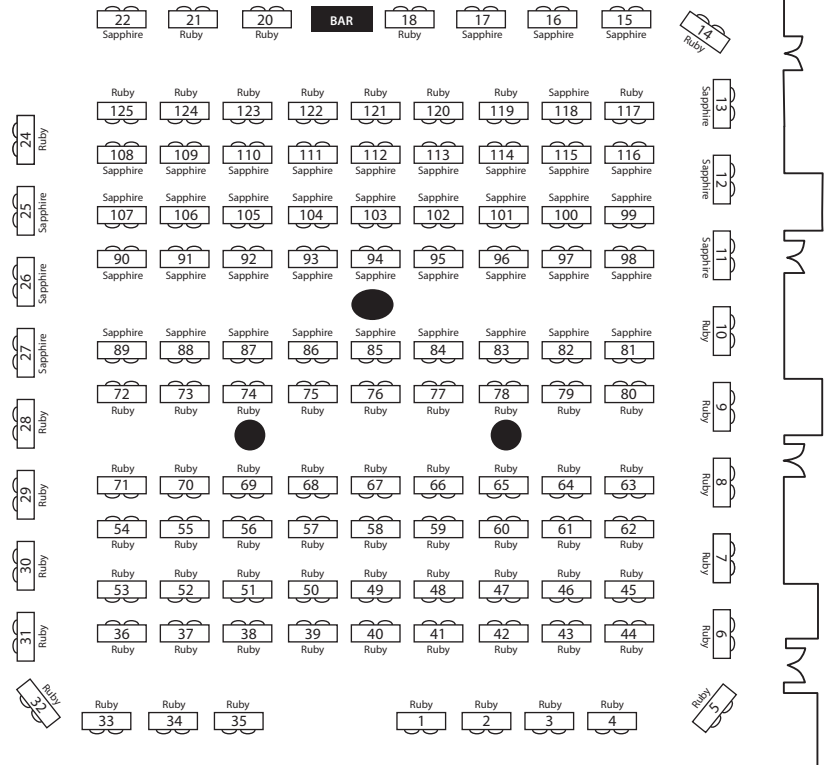 22 21 20 BAR 18 17 16 15
Sapphire Ruby Ruby Ruby Sapphire Sapphire Sapphire
14
Ruby
Ruby Ruby Ruby Ruby Ruby Ruby Ruby Sapphire Ruby
125 124 123 122 121 120 119 118 117
13
Sapphire
24
Ruby
108 109 110 111 112 113 114 115 116
Sapphire Sapphire Sapphire Sapphire Sapphire Sapphire Sapphire Sapphire Sapphire
12
Sapphire
25
Sapphire
Sapphire Sapphire Sapphire Sapphire Sapphire Sapphire Sapphire Sapphire Sapphire
107 106 105 104 103 102 101 100 99
90 91 92 93 94 95 96 97 98
Sapphire Sapphire Sapphire Sapphire Sapphire Sapphire Sapphire Sapphire Sapphire
11
Sapphire
26
Sapphire
10
Ruby
27
Sapphire
Sapphire Sapphire Sapphire Sapphire Sapphire Sapphire Sapphire Sapphire Sapphire
89 88 87 86 85 84 83 82 81
72 73 74 75 76 77 78 79 80
Ruby Ruby Ruby Ruby Ruby Ruby Ruby Ruby Ruby
9
Ruby
28
Ruby
Ruby Ruby Ruby Ruby Ruby Ruby Ruby Ruby Ruby
71 70 69 68 67 66 65 64 63
8
Ruby
29
Ruby
54 55 56 57 58 59 60 61 62
Ruby Ruby Ruby Ruby Ruby Ruby Ruby Ruby Ruby
7
Ruby
30
Ruby
Ruby Ruby Ruby Ruby Ruby Ruby Ruby Ruby Ruby
53 52 51 50 49 48 47 46 45
36 37 38 39 40 41 42 43 44
Ruby Ruby Ruby Ruby Ruby Ruby Ruby Ruby Ruby
6
Ruby
31
Ruby
Ruby
32
Ruby
5
Ruby Ruby Ruby Ruby Ruby Ruby Ruby
33 34 35 1 2 3 4